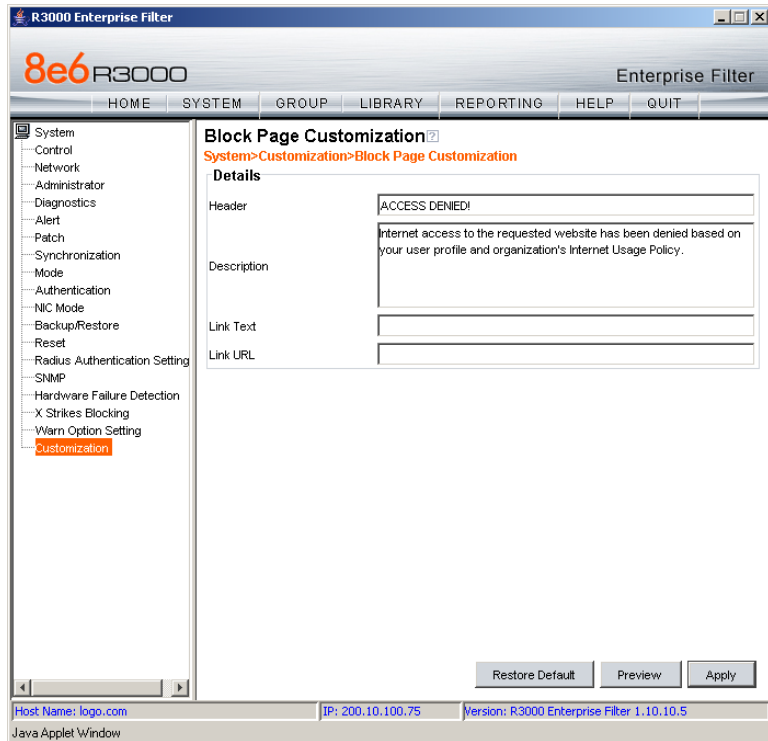 R3000 Enterprise Filter
8e6 R3000
Enterprise Filter
HOME SYSTEM GROUP LIBRARY REPORTING HELP QUIT
System
Control
Network
Administrator
Diagnostics
Alert
Patch
Synchronization
Mode
Authentication
NIC Mode
Backup/Restore
Reset
Radius Authentication Setting
SNMP
Hardware Failure Detection
X Strikes Blocking
Warn Option Setting
Customization
Block Page Customization ?
System>Customization>Block Page Customization
Details
Header
ACCESS DENIED!
Description
Internet access to the requested website has been denied based on
your user profile and organization's Internet Usage Policy.
Link Text
Link URL
Restore Default
Preview
Apply
Host Name: logo.com
IP: 200.10.100.75
Version: R3000 Enterprise Filter 1.10.10.5
Java Applet Window